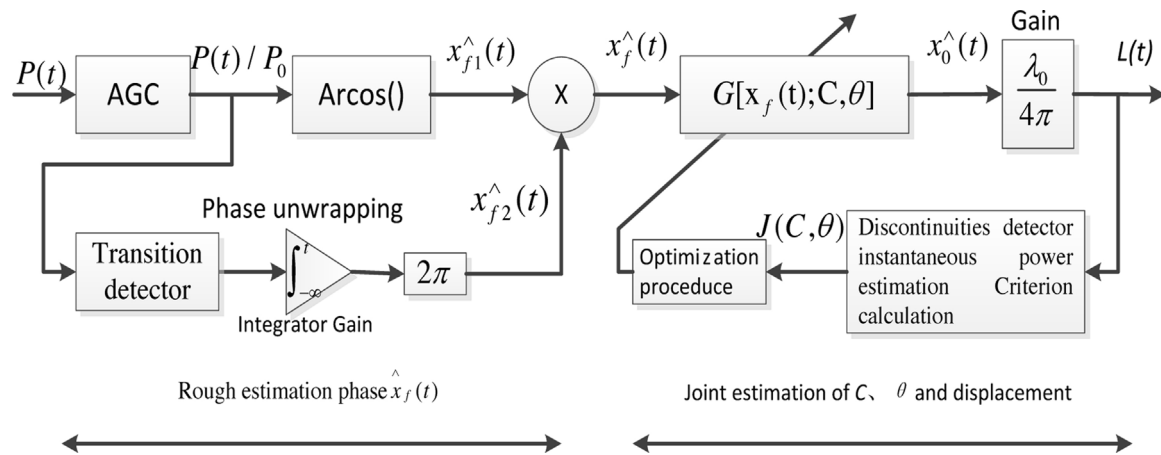 P(t)
AGC
P(t) / P₀
Arcos()
x^f1(t)
X
x^f(t)
G[xf(t);C,θ]
x^0(t)
Gain
λ₀
4π
L(t)
Phase unwrapping
x^f2(t)
Transition
detector
∫ t -∞
2π
Integrator Gain
J(C,θ)
Optimization
proceduce
Discontinuities detector
instantaneous power
estimation Criterion
calculation
Rough estimation phase x̂f(t)
Joint estimation of C、 θ and displacement